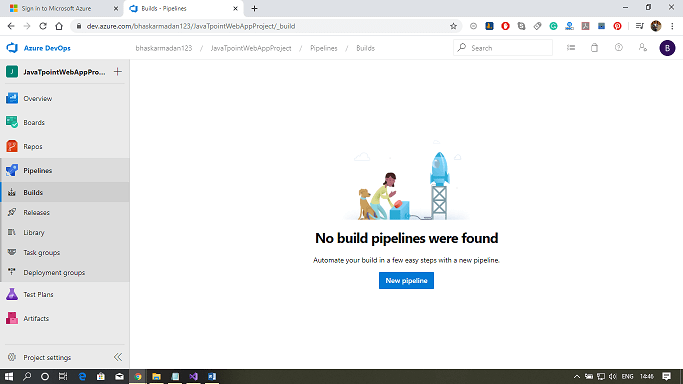 Sign in to Microsoft Azure
Builds - Pipelines
dev.azure.com/bhaskarmadan123/JavaTpointWebAppProject/_build
Azure DevOps
bhaskarmadan123 / JavaTpointWebAppProject / Pipelines / Builds
Search
B
J
JavaTpointWebAppPro...
Overview
Boards
Repos
Pipelines
Builds
Releases
Library
Task groups
Deployment groups
Test Plans
Artifacts
No build pipelines were found
Automate your build in a few easy steps with a new pipeline.
New pipeline
Project settings
ENG
14:46